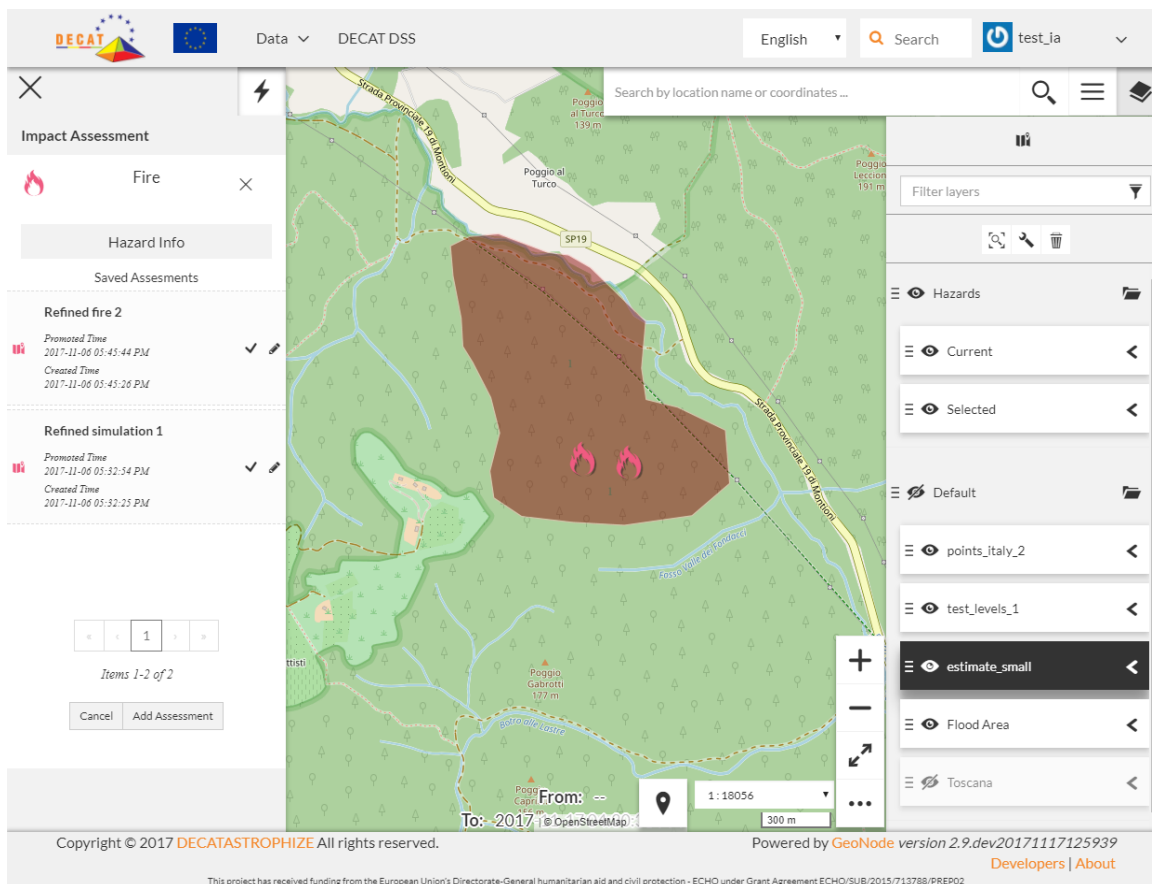 DECAT
Data
DECAT DSS
English
Search
test_ia
Impact Assessment
Fire
Hazard Info
Saved Assesments
Refined fire 2
Promoted Time
2017-11-06 05:45:44 PM
Created Time
2017-11-06 05:45:26 PM
Refined simulation 1
Promoted Time
2017-11-06 05:32:54 PM
Created Time
2017-11-06 05:32:25 PM
« ‹ 1 › »
Items 1-2 of 2
Cancel
Add Assessment
Search by location name or coordinates ...
Strada Provinciale 19 di Montioni
Poggio
al Turco
139 m
Poggio al
Turco
Poggio
Leccion
191 m
SP19
Strada Provinciale 19 di Montioni
Fosso Valle dei Fondacci
ttisti
Poggio
Gabrotti
177 m
Botro alle Lastre
From: --
To: 2017
© OpenStreetMap
1 : 18056
300 m
Filter layers
Hazards
Current
Selected
Default
points_italy_2
test_levels_1
estimate_small
Flood Area
Toscana
Copyright © 2017 DECATASTROPHIZE All rights reserved.
Powered by GeoNode version 2.9.dev20171117125939
Developers | About
This project has received funding from the European Union's Directorate-General humanitarian aid and civil protection - ECHO under Grant Agreement ECHO/SUB/2015/713788/PREP02